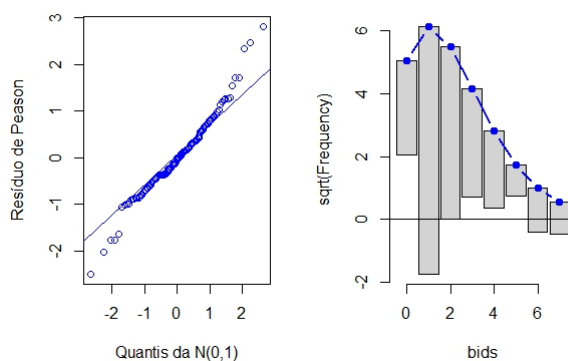 Resíduo de Peason
3
2
1
0
-1
-2
-2 -1 0 1 2
Quantis da N(0,1)
sqrt(Frequency)
6
4
2
0
-2
0 2 4 6
bids